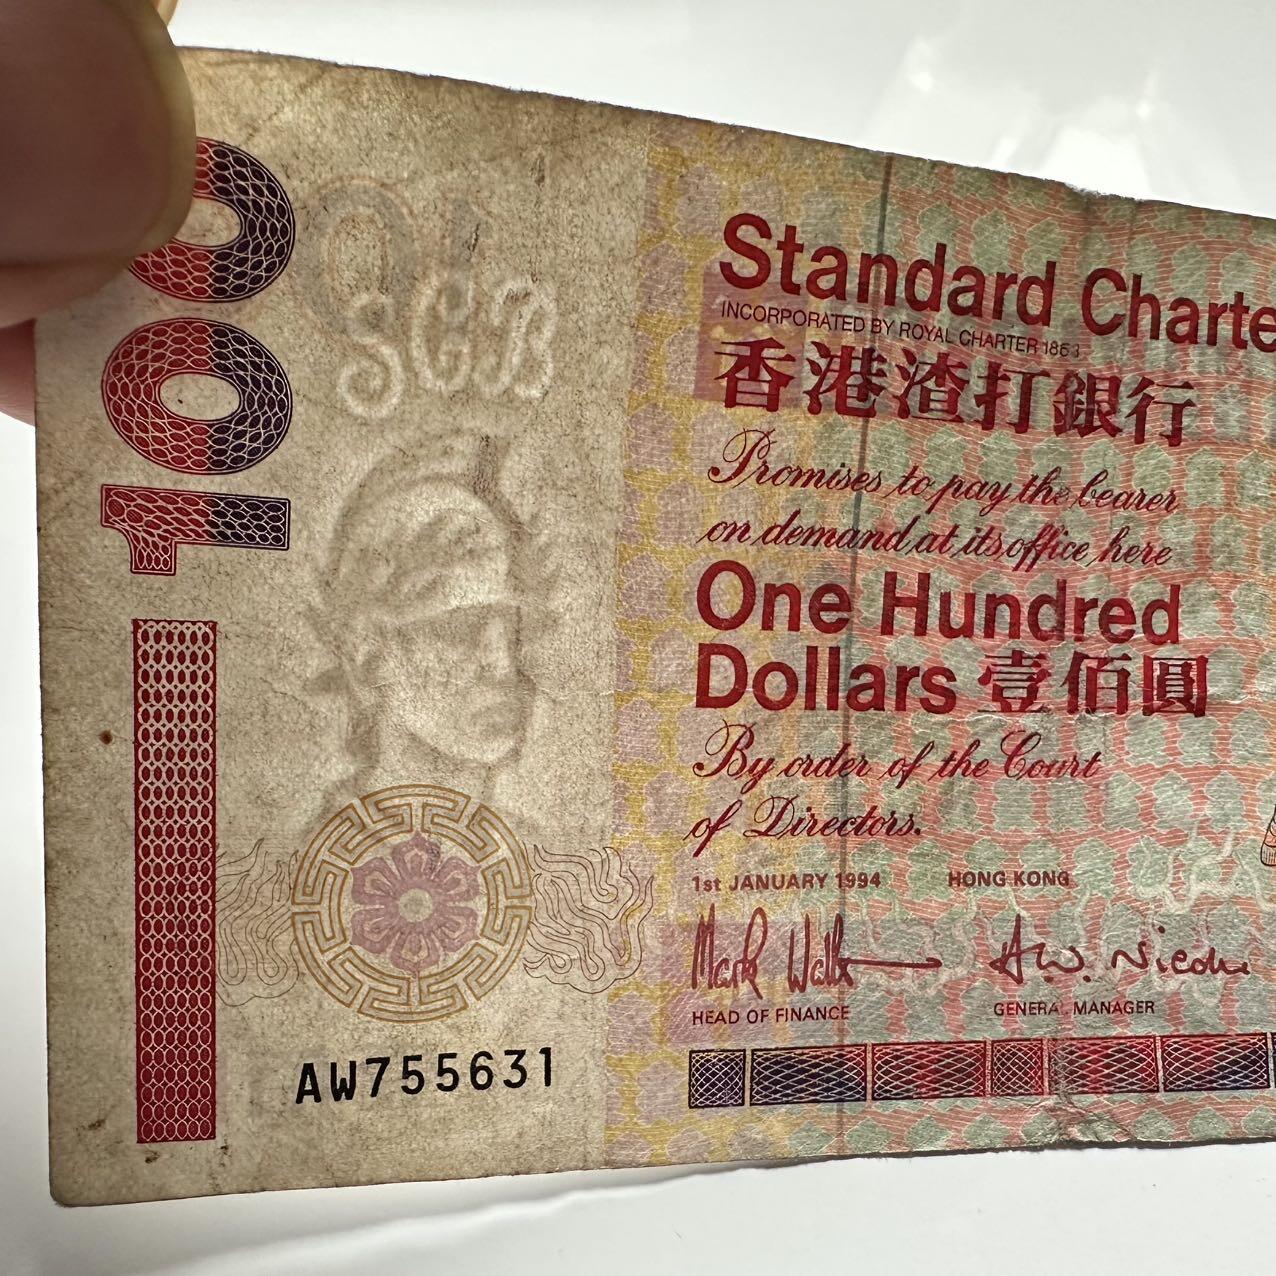 100
SCB
Standard Charte
INCORPORATED BY ROYAL CHARTER 1853
香港渣打銀行
Promises to pay the bearer
on demand at its office here
One Hundred
Dollars 壹佰圓
By order of the Court
of Directors.
1st JANUARY 1994 HONG KONG
HEAD OF FINANCE GENERAL MANAGER
AW755631